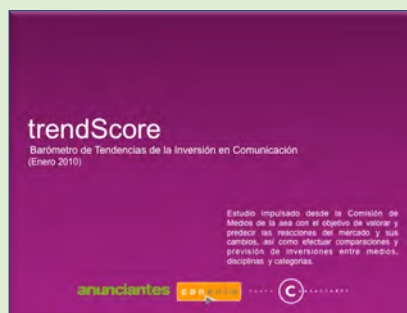 trendScore
Barómetro de Tendencias de la Inversión en Comunicación
(Enero 2010)
Estudio impulsado desde la Comisión de
Medios de la aea con el objetivo de valorar y
predecir las reacciones del mercado y sus
cambios, así como efectuar comparaciones y
previsión de inversiones entre medios,
disciplinas y categorías.
anunciantes
C